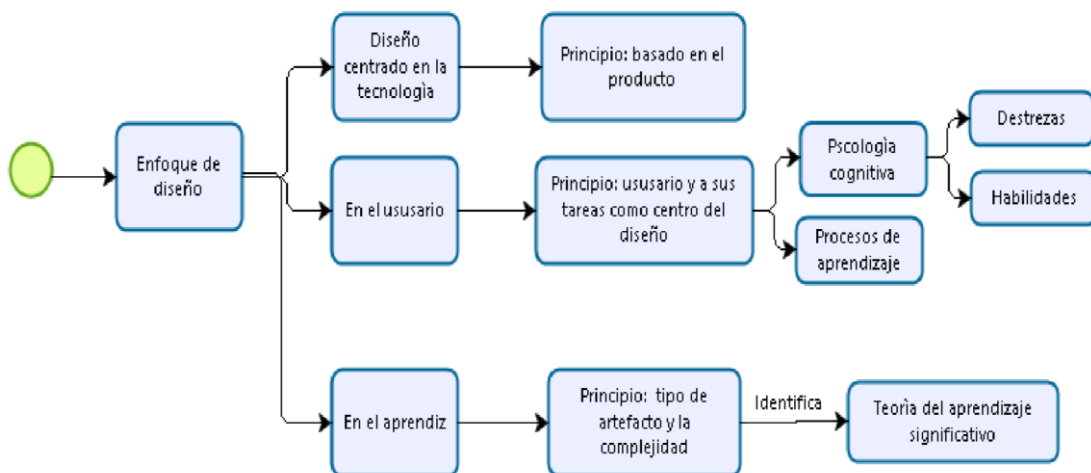 Diseño
centrado en la
tecnologìa
Principio: basado en el
producto
Enfoque de
diseño
En el ususario
Principio: ususario y a sus
tareas como centro del
diseño
Pscologìa
cognitiva
Destrezas
Habilidades
Procesos de
aprendizaje
En el aprendiz
Principio: tipo de
artefacto y la
complejidad
Identifica
Teorìa del aprendizaje
significativo